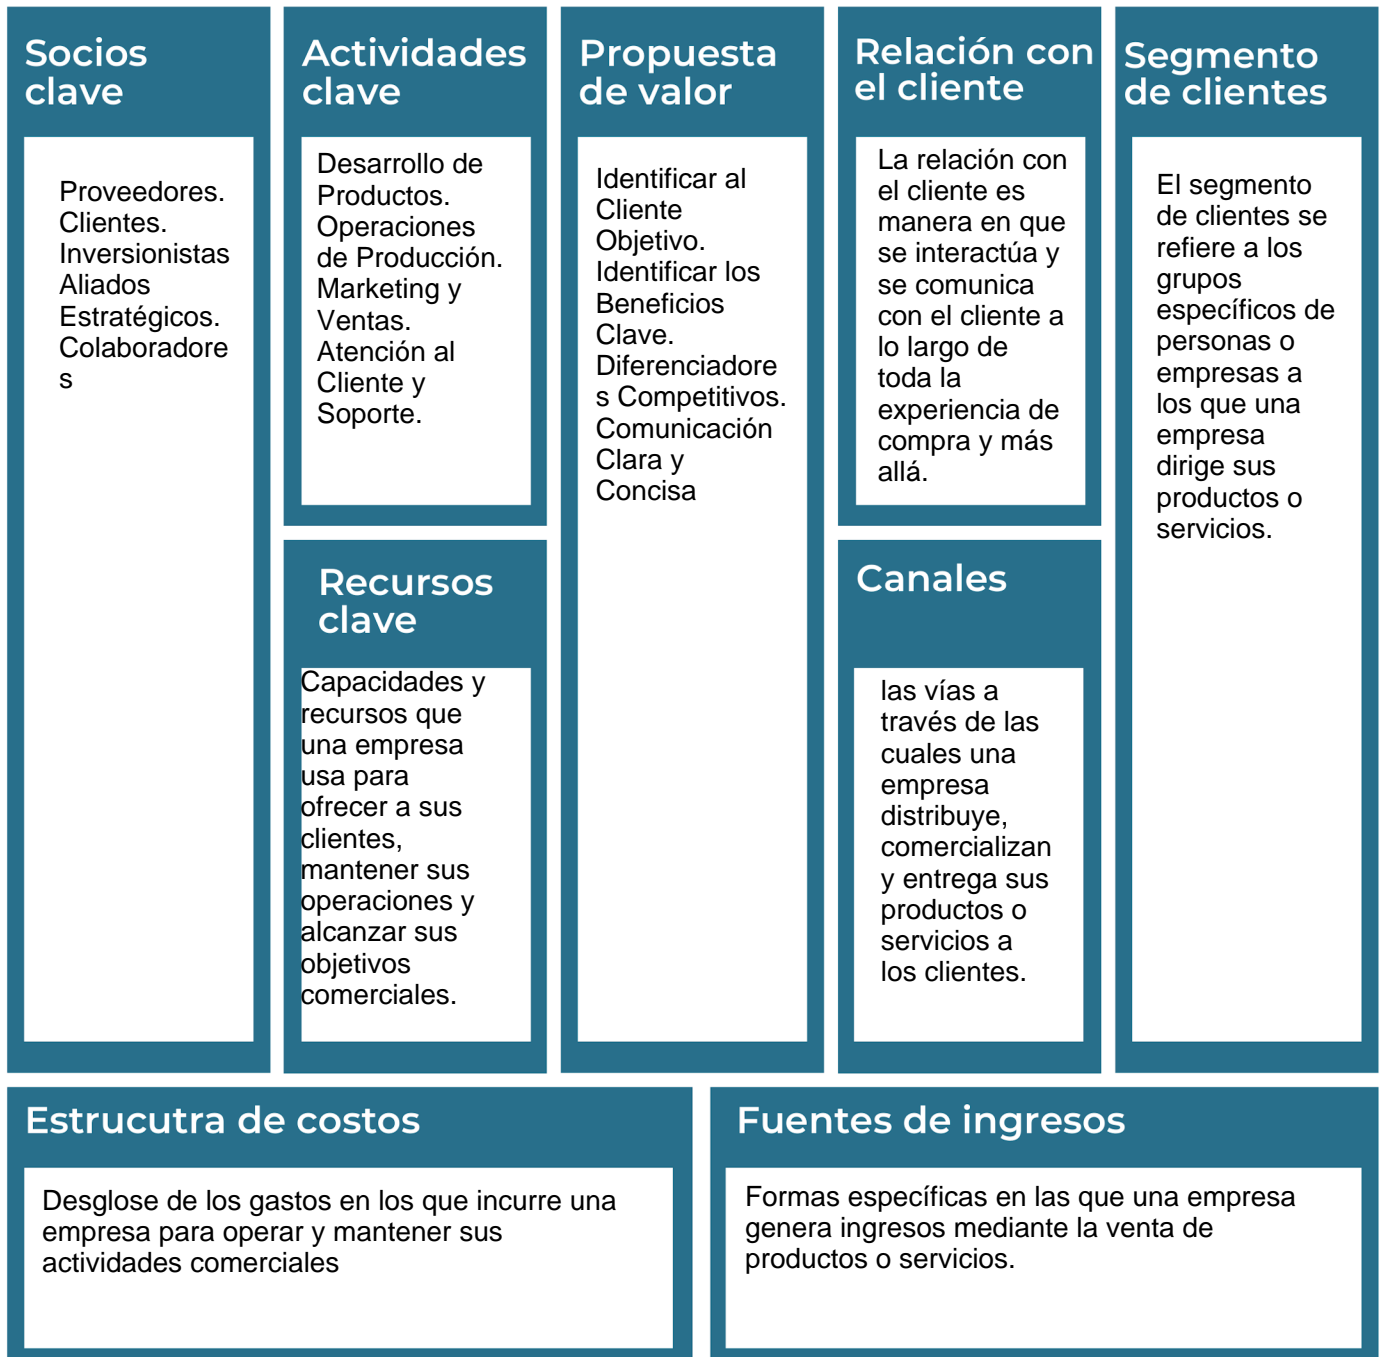 Socios
clave
Proveedores.
Clientes.
Inversionistas
Aliados
Estratégicos.
Colaboradore
s
Actividades
clave
Desarrollo de
Productos.
Operaciones
de Producción.
Marketing y
Ventas.
Atención al
Cliente y
Soporte.
Recursos
clave
Capacidades y
recursos que
una empresa
usa para
ofrecer a sus
clientes,
mantener sus
operaciones y
alcanzar sus
objetivos
comerciales.
Propuesta
de valor
Identificar al
Cliente
Objetivo.
Identificar los
Beneficios
Clave.
Diferenciadore
s Competitivos.
Comunicación
Clara y
Concisa
Relación con
el cliente
La relación con
el cliente es
manera en que
se interactúa y
se comunica
con el cliente a
lo largo de
toda la
experiencia de
compra y más
allá.
Canales
las vías a
través de las
cuales una
empresa
distribuye,
comercializan
y entrega sus
productos o
servicios a
los clientes.
Segmento
de clientes
El segmento
de clientes se
refiere a los
grupos
específicos de
personas o
empresas a
los que una
empresa
dirige sus
productos o
servicios.
Estrucutra de costos
Desglose de los gastos en los que incurre una
empresa para operar y mantener sus
actividades comerciales
Fuentes de ingresos
Formas específicas en las que una empresa
genera ingresos mediante la venta de
productos o servicios.